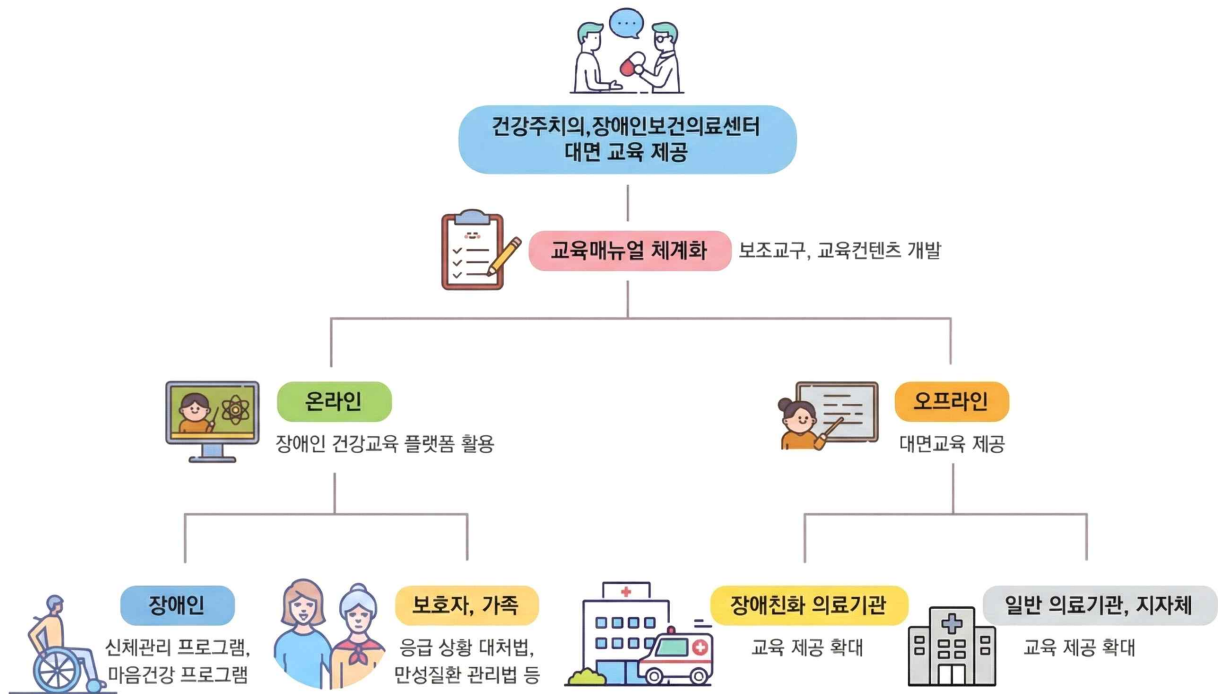 건강주치의,장애인보건의료센터
대면 교육 제공
교육매뉴얼 체계화
보조교구, 교육컨텐츠 개발
온라인
장애인 건강교육 플랫폼 활용
오프라인
대면교육 제공
장애인
신체관리 프로그램,
마음건강 프로그램
보호자, 가족
응급 상황 대처법,
만성질환 관리법 등
장애친화 의료기관
교육 제공 확대
일반 의료기관, 지자체
교육 제공 확대